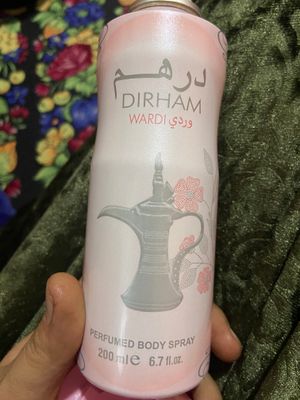 درهم
DIRHAM
WARDI وردي
PERFUMED BODY SPRAY
200 ml e 6.7 fl.oz.